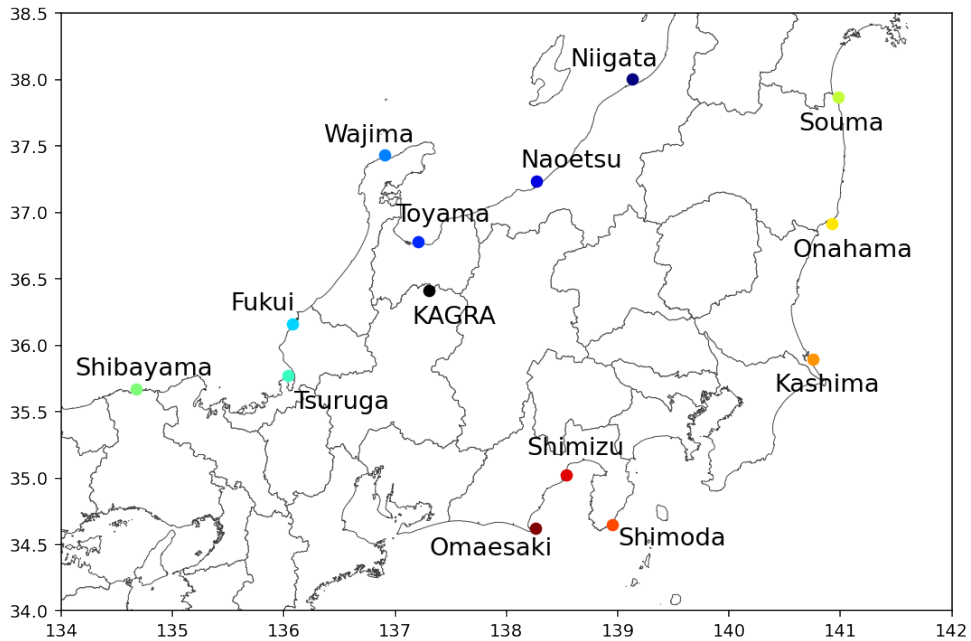 38.5
38.0
37.5
37.0
36.5
36.0
35.5
35.0
34.5
34.0
Niigata
Souma
Wajima
Naoetsu
Toyama
Onahama
Fukui
KAGRA
Shibayama
Kashima
Tsuruga
Shimizu
Shimoda
Omaesaki
134 135 136 137 138 139 140 141 142